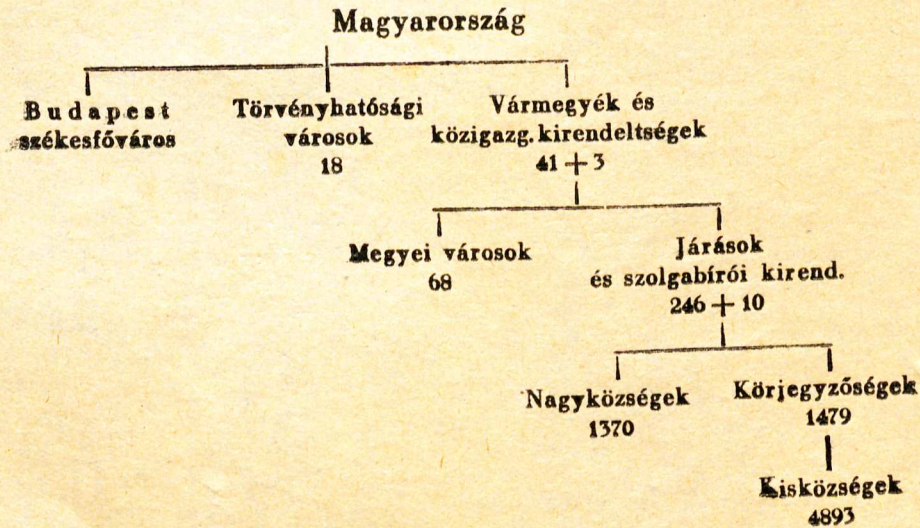 Magyarország
Budapest
székesfőváros
Törvényhatósági
városok
18
Vármegyék és
közigazg. kirendeltségek
41 + 3
Megyei városok
68
Járások
és szolgabírói kirend.
246 + 10
Nagyközségek
1370
Körjegyzőségek
1479
Kisközségek
4893